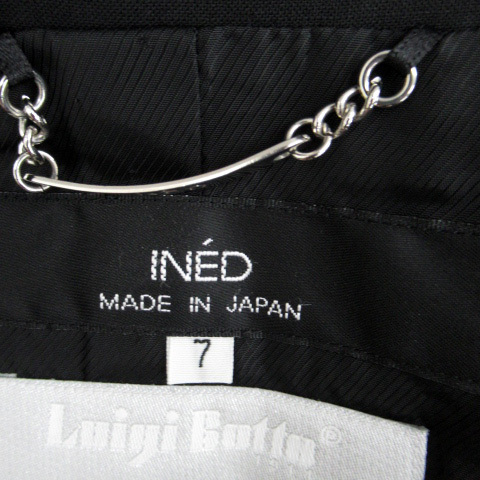 INÉD
MADE IN JAPAN
7
Luigi Botto®